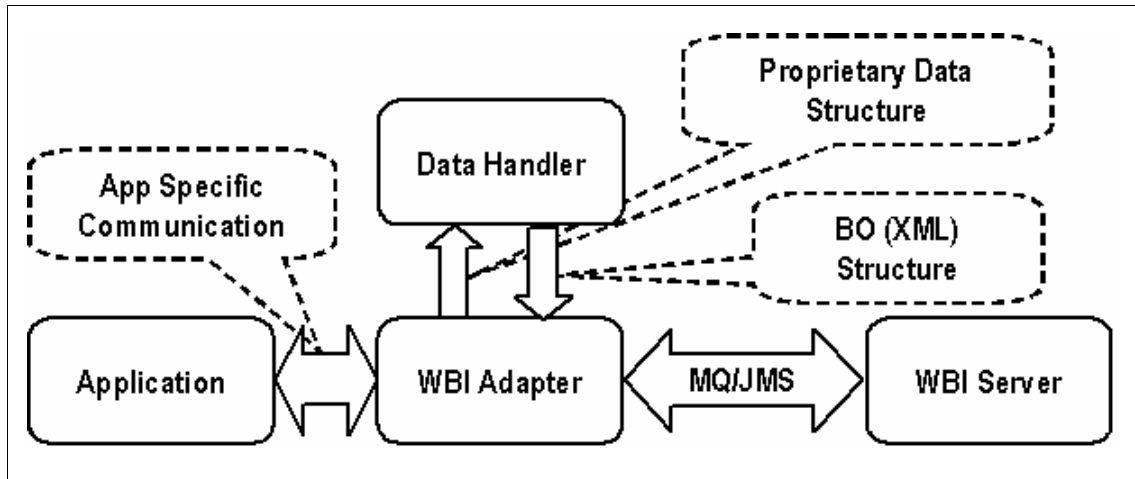 Proprietary Data
Structure
Data Handler
App Specific
Communication
BO (XML)
Structure
Application
WBI Adapter
MQ/JMS
WBI Server